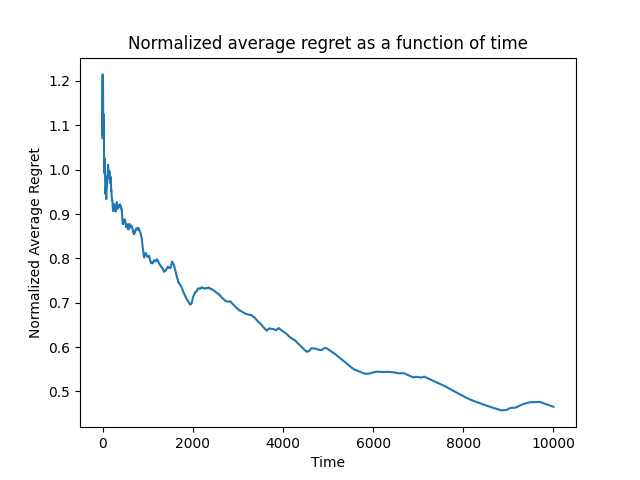 Normalized average regret as a function of time
1.2
1.1
1.0
0.9
0.8
0.7
0.6
0.5
Normalized Average Regret
0 2000 4000 6000 8000 10000
Time